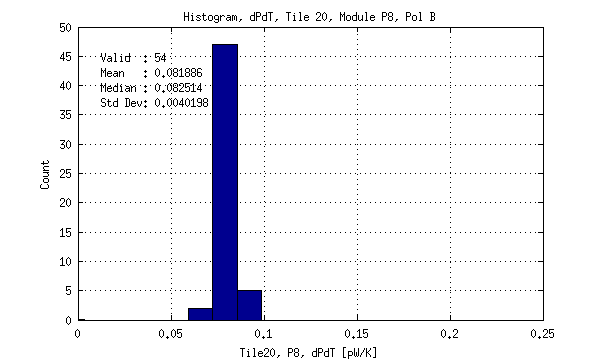 Histogram, dPdT, Tile 20, Module P8, Pol B
50
45
40
35
30
25
20
15
10
5
0
Count
Valid : 54
Mean : 0.081886
Median : 0.082514
Std Dev: 0.0040198
0 0.05 0.1 0.15 0.2 0.25
Tile20, P8, dPdT [pW/K]